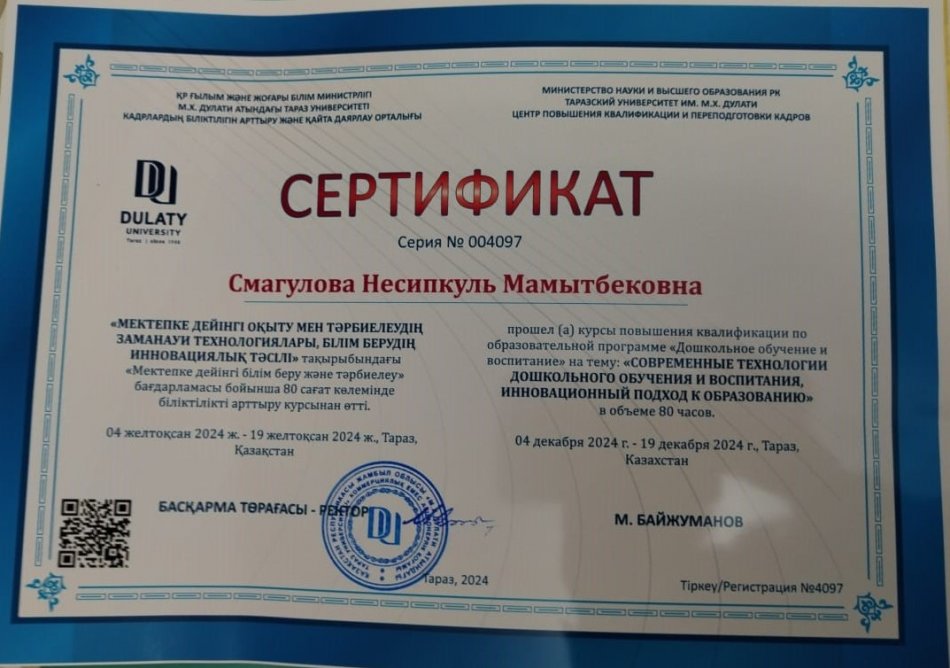 ҚР ҒЫЛЫМ ЖӘНЕ ЖОҒАРЫ БІЛІМ МИНИСТРЛІГІ
М.Х. ДУЛАТИ АТЫНДАҒЫ ТАРАЗ УНИВЕРСИТЕТІ
КАДРЛАРДЫҢ БІЛІКТІЛІГІН АРТТЫРУ ЖӘНЕ ҚАЙТА ДАЯРЛАУ ОРТАЛЫҒЫ
МИНИСТЕРСТВО НАУКИ И ВЫСШЕГО ОБРАЗОВАНИЯ РК
ТАРАЗСКИЙ УНИВЕРСИТЕТ ИМ. М.Х. ДУЛАТИ
ЦЕНТР ПОВЫШЕНИЯ КВАЛИФИКАЦИИ И ПЕРЕПОДГОТОВКИ КАДРОВ
DULATY
UNIVERSITY
СЕРТИФИКАТ
Серия № 004097
Смагулова Несипкуль Мамытбековна
«МЕКТЕПКЕ ДЕЙІНГІ ОҚЫТУ МЕН ТӘРБИЕЛЕУДІҢ
ЗАМАНАУИ ТЕХНОЛОГИЯЛАРЫ, БІЛІМ БЕРУДІҢ
ИННОВАЦИЯЛЫҚ ТӘСІЛІ» тақырыбындағы
«Мектепке дейінгі білім беру және тәрбиелеу»
бағдарламасы бойынша 80 сағат көлемінде
біліктілікті арттыру курсынан өтті.
04 желтоқсан 2024 ж. - 19 желтоқсан 2024 ж., Тараз,
Қазақстан
прошел (а) курсы повышения квалификации по
образовательной программе «Дошкольное обучение и
воспитание» на тему: «СОВРЕМЕННЫЕ ТЕХНОЛОГИИ
ДОШКОЛЬНОГО ОБУЧЕНИЯ И ВОСПИТАНИЯ,
ИННОВАЦИОННЫЙ ПОДХОД К ОБРАЗОВАНИЮ»
в объеме 80 часов.
04 декабря 2024 г. - 19 декабря 2024 г., Тараз,
Казахстан
БАСҚАРМА ТӨРАҒАСЫ - РЕКТОР
М. БАЙЖУМАНОВ
Тараз, 2024
Тіркеу/Регистрация №4097